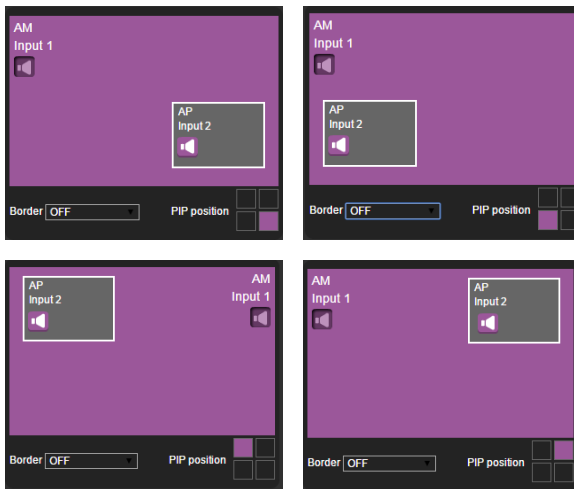 AM
Input 1
AP
Input 2
Border OFF PIP position
AM
Input 1
AP
Input 2
Border OFF PIP position
AP
Input 2
AM
Input 1
Border OFF PIP position
AM
Input 1
AP
Input 2
Border OFF PIP position